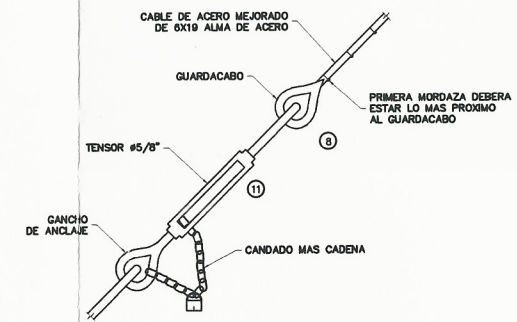 CABLE DE ACERO MEJORADO
DE 6X19 ALMA DE ACERO
GUARDACABO
PRIMERA MORDAZA DEBERA
ESTAR LO MAS PROXIMO
AL GUARDACABO
8
TENSOR ø5/8"
11
GANCHO
DE ANCLAJE
CANDADO MAS CADENA